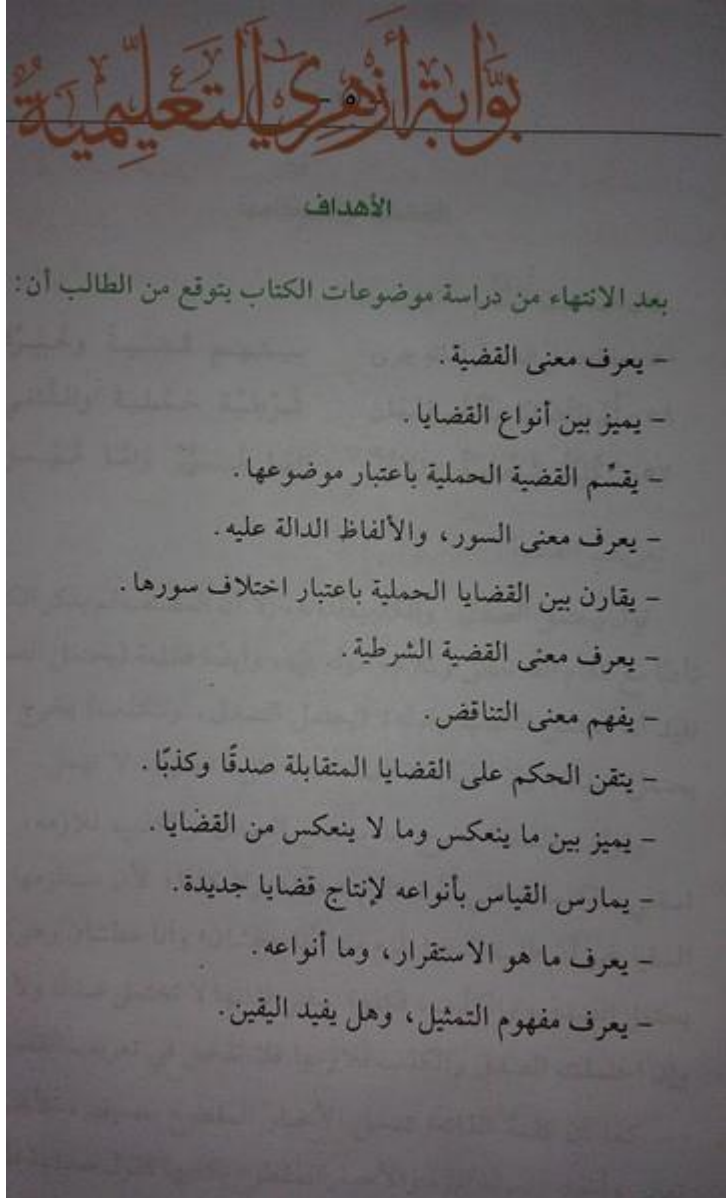 بوَّابة أزهري التعليمية
- ٥ -
الأهداف
بعد الانتهاء من دراسة موضوعات الكتاب يتوقع من الطالب أن:
- يعرف معنى القضية.
- يميز بين أنواع القضايا.
- يقسِّم القضية الحملية باعتبار موضوعها.
- يعرف معنى السور، والألفاظ الدالة عليه.
- يقارن بين القضايا الحملية باعتبار اختلاف سورها.
- يعرف معنى القضية الشرطية.
- يفهم معنى التناقض.
- يتقن الحكم على القضايا المتقابلة صدقًا وكذبًا.
- يميز بين ما ينعكس وما لا ينعكس من القضايا.
- يمارس القياس بأنواعه لإنتاج قضايا جديدة.
- يعرف ما هو الاستقرار، وما أنواعه.
- يعرف مفهوم التمثيل، وهل يفيد اليقين.